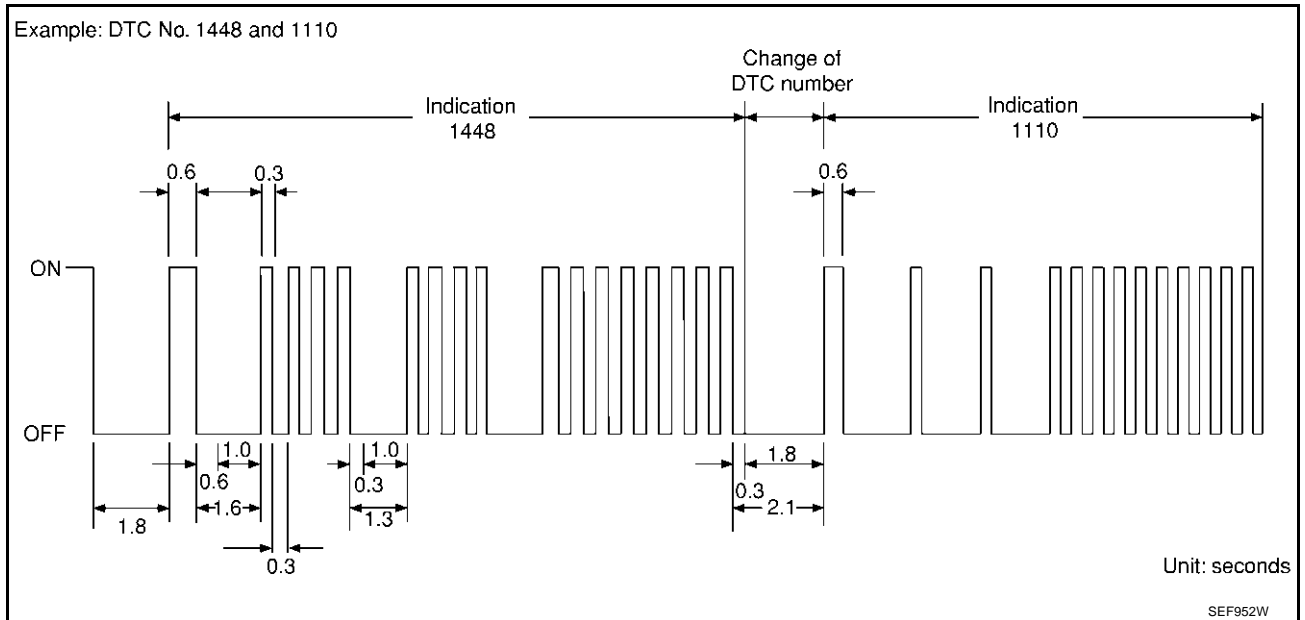 Example: DTC No. 1448 and 1110
Change of
DTC number
Indication
1448
Indication
1110
0.6
0.3
0.6
ON
OFF
1.0
1.0
1.8
0.6
0.3
0.3
1.8
1.6
1.3
2.1
0.3
Unit: seconds
SEF952W